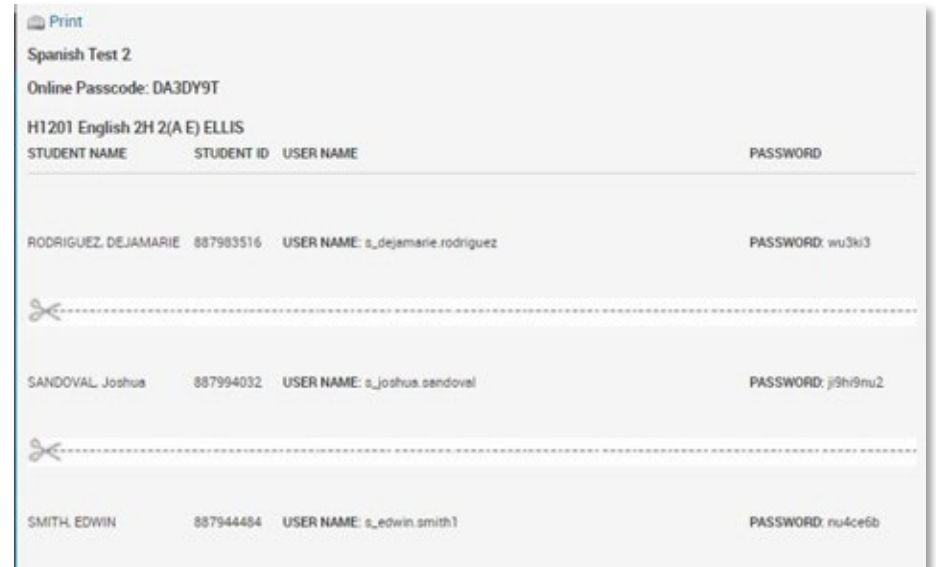 Print
Spanish Test 2
Online Passcode: DA3DY9T
H1201 English 2H 2(A E) ELLIS
STUDENT NAME STUDENT ID USER NAME PASSWORD
RODRIGUEZ, DEJAMARIE 887983516 USER NAME: s_dejamarie.rodriguez PASSWORD: wu3ki3
SANDOVAL, Joshua 887994032 USER NAME: s_joshua.sandoval PASSWORD: ji9hi9nu2
SMITH, EDWIN 887944484 USER NAME: s_edwin.smith1 PASSWORD: nu4ce6b